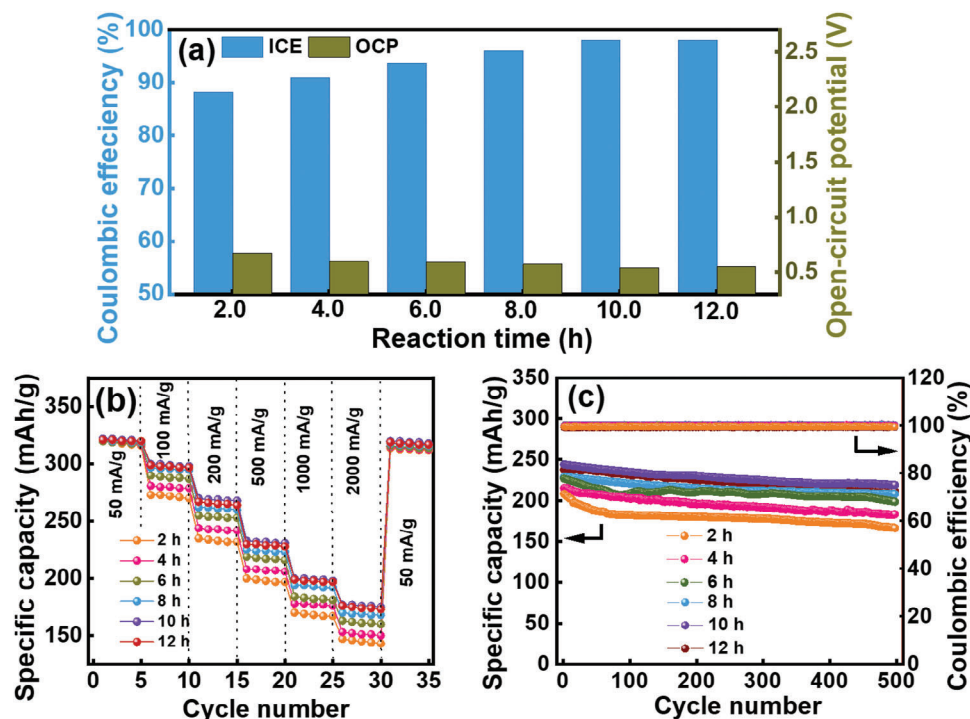 (a)
ICE
OCP
Coulombic effeciency (%)
100
90
80
70
60
50
Open-circuit potential (V)
2.5
2.0
1.5
1.0
0.5
2.0 4.0 6.0 8.0 10.0 12.0
Reaction time (h)
(b)
Specific capacity (mAh/g)
350
300
250
200
150
50 mA/g
100 mA/g
200 mA/g
500 mA/g
1000 mA/g
2000 mA/g
50 mA/g
2 h
4 h
6 h
8 h
10 h
12 h
0 5 10 15 20 25 30 35
Cycle number
(c)
Specific capacity (mAh/g)
350
300
250
200
150
100
50
0
2 h
4 h
6 h
8 h
10 h
12 h
120
100
80
60
40
20
0
Coulombic efficiency (%)
0 100 200 300 400 500
Cycle number